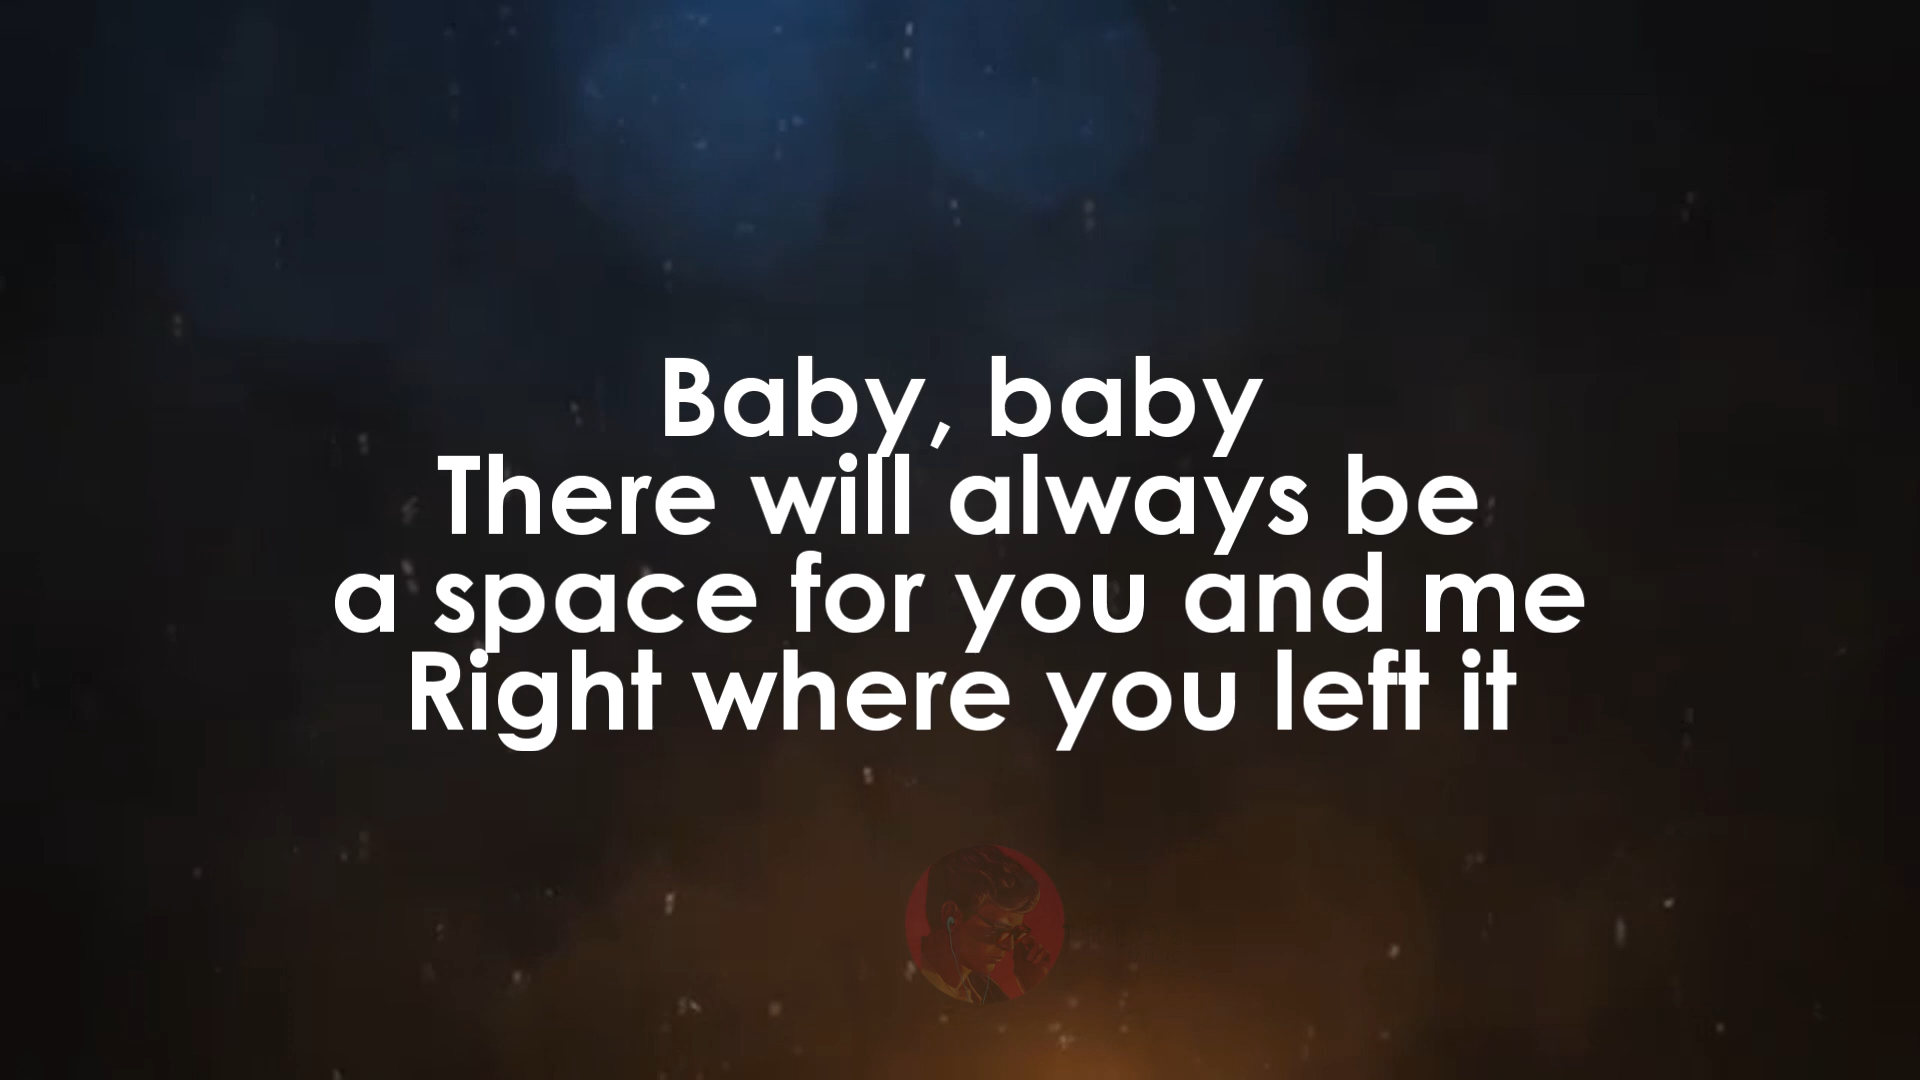 Baby, baby
There will always be
a space for you and me
Right where you left it